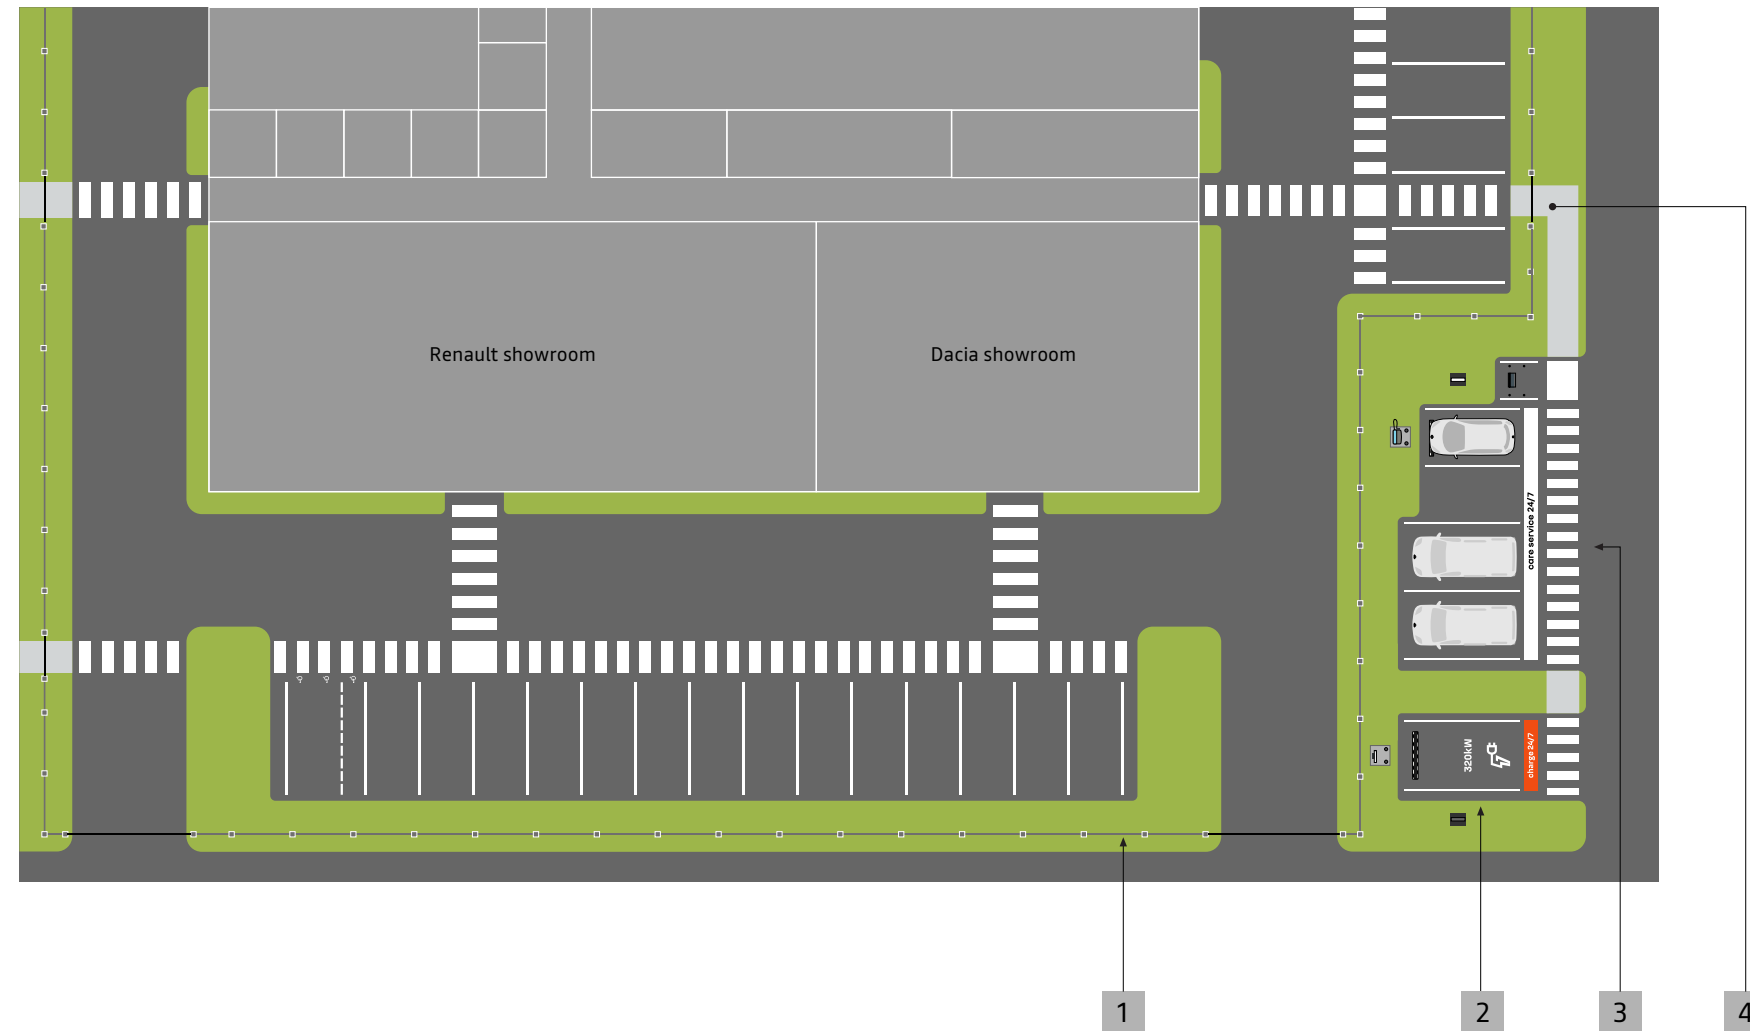 Renault showroom
Dacia showroom
care service 24/7
320kW
charge 24/7
1
2
3
4